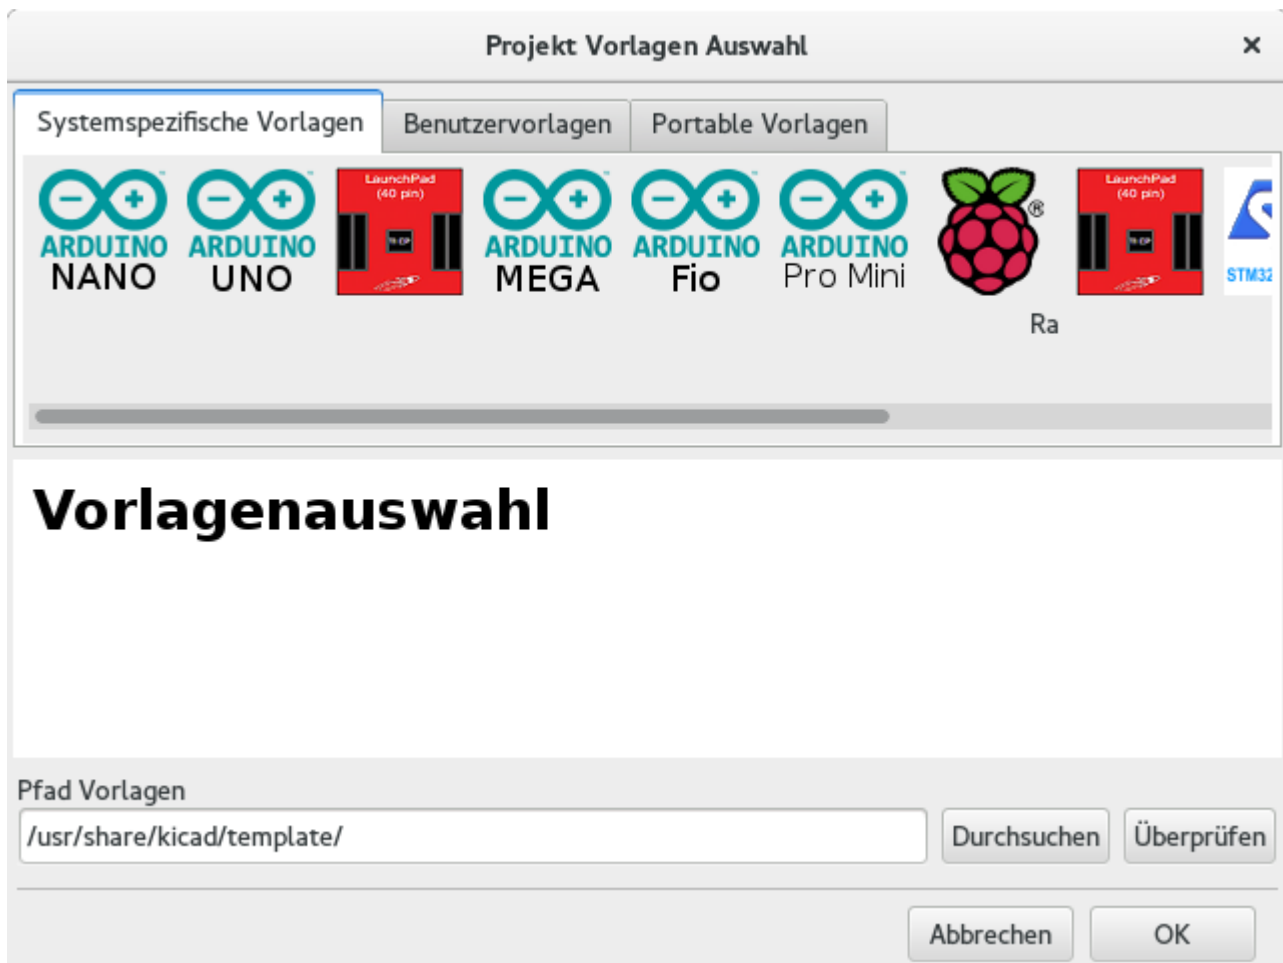 Projekt Vorlagen Auswahl
Systemspezifische Vorlagen Benutzervorlagen Portable Vorlagen
ARDUINO NANO
ARDUINO UNO
LaunchPad (40 pin)
ARDUINO MEGA
ARDUINO Fio
ARDUINO Pro Mini
®
LaunchPad (40 pin)
STM32
Ra
Vorlagenauswahl
Pfad Vorlagen
/usr/share/kicad/template/ Durchsuchen Überprüfen
Abbrechen OK